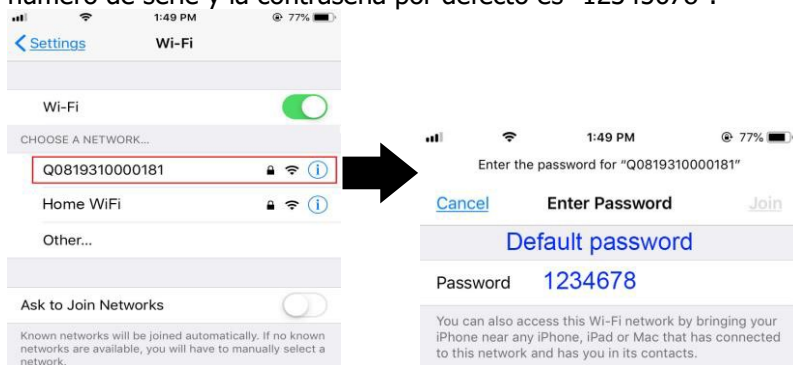 número de serie y la contraseña por defecto es "12345678".
1:49 PM
77%
Settings
Wi-Fi
Wi-Fi
CHOOSE A NETWORK...
Q0819310000181
Home WiFi
Other...
Ask to Join Networks
Known networks will be joined automatically. If no known
networks are available, you will have to manually select a
network.
1:49 PM
77%
Enter the password for “Q0819310000181”
Cancel
Enter Password
Join
Default password
Password
1234678
You can also access this Wi-Fi network by bringing your
iPhone near any iPhone, iPad or Mac that has connected
to this network and has you in its contacts.